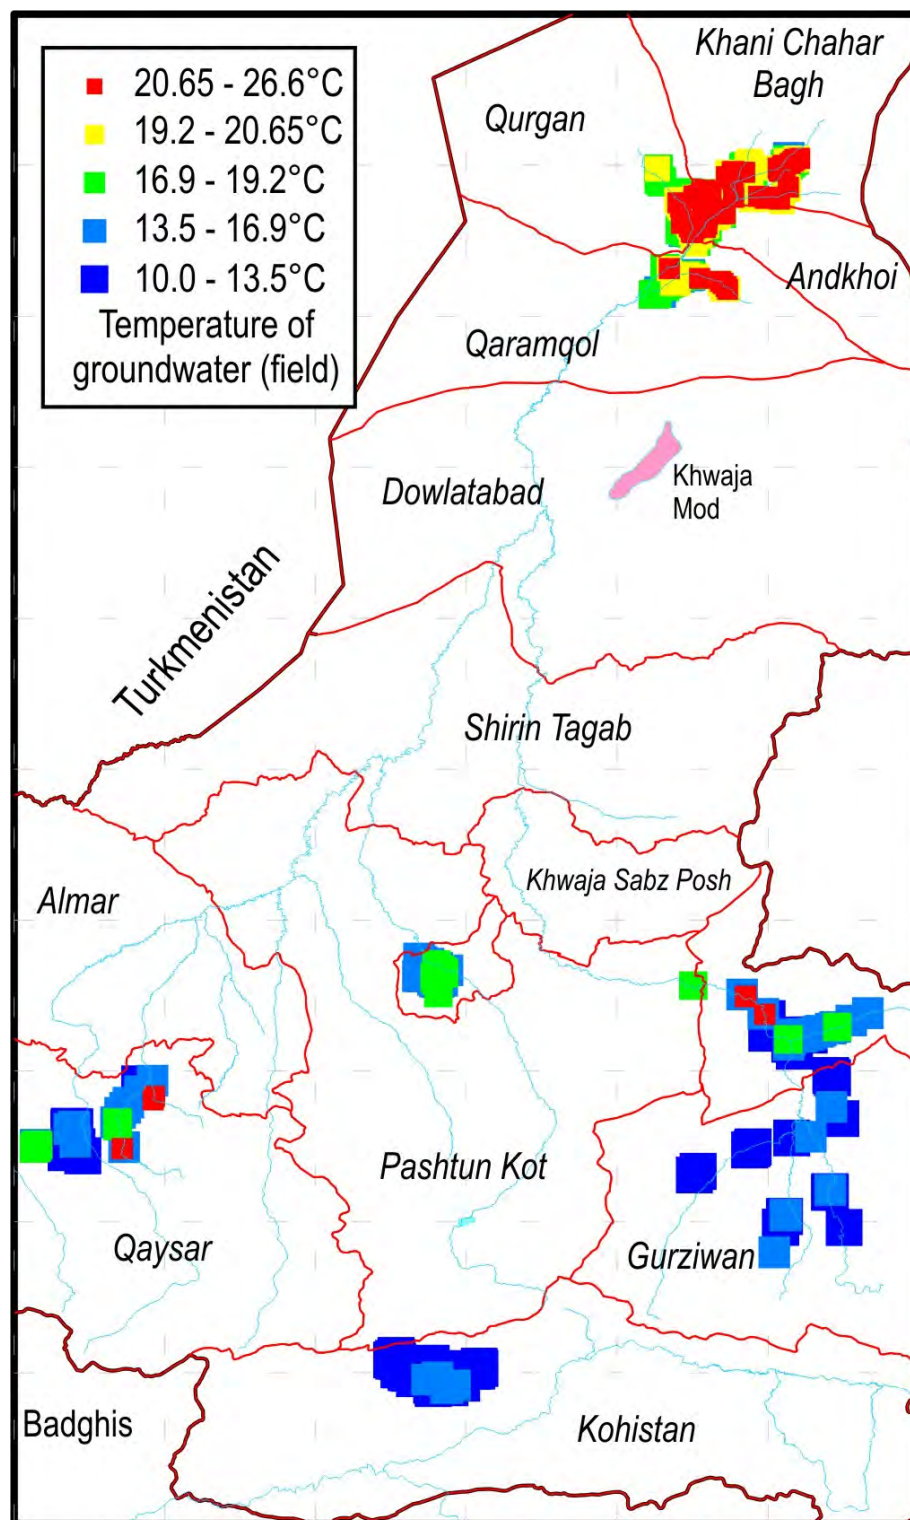 20.65 - 26.6°C
19.2 - 20.65°C
16.9 - 19.2°C
13.5 - 16.9°C
10.0 - 13.5°C
Temperature of
groundwater (field)
Khani Chahar
Bagh
Qurgan
Andkhoi
Qaramqol
Dowlatabad
Khwaja
Mod
Turkmenistan
Shirin Tagab
Khwaja Sabz Posh
Almar
Pashtun Kot
Qaysar
Gurziwan
Badghis
Kohistan